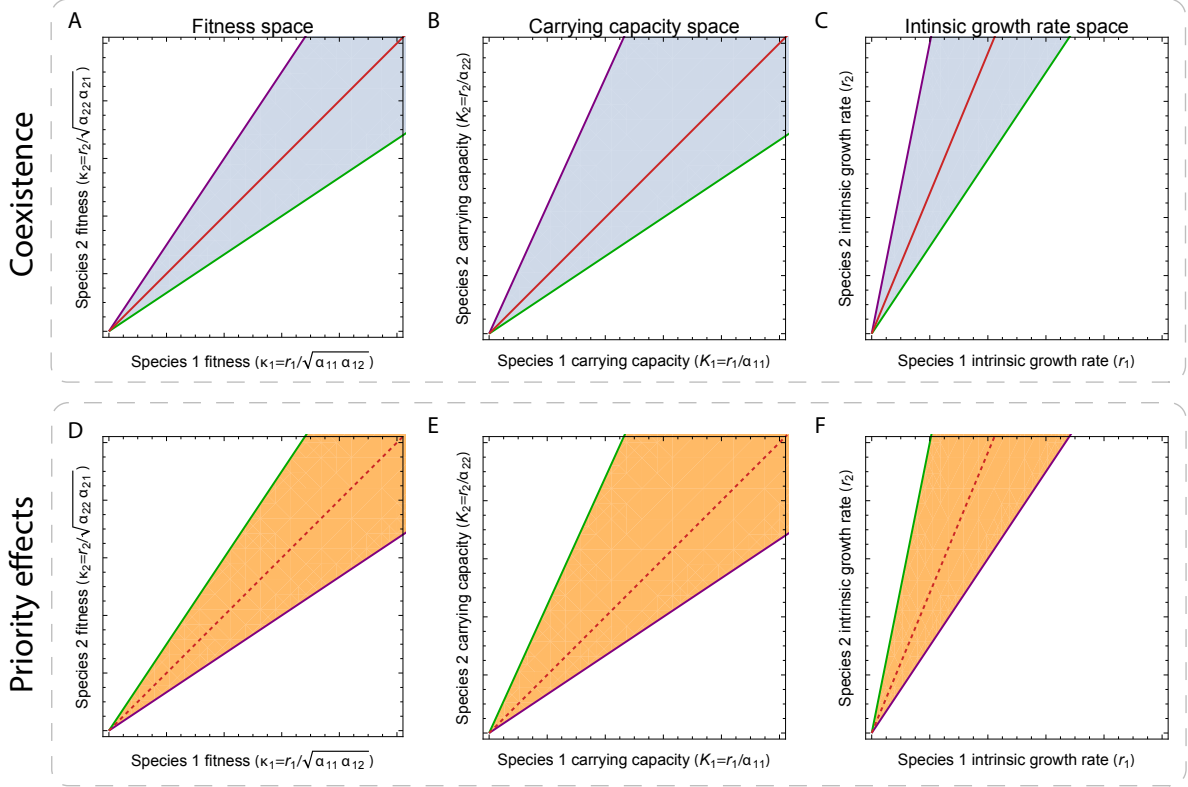 A
Fitness space
B
Carrying capacity space
C
Intrinsic growth rate space
Coexistence
Species 2 fitness (κ₂=r₂/√α₂₂ α₂₁)
Species 1 fitness (κ₁=r₁/√α₁₁ α₁₂)
Species 2 carrying capacity (K₂=r₂/α₂₂)
Species 1 carrying capacity (K₁=r₁/α₁₁)
Species 2 intrinsic growth rate (r₂)
Species 1 intrinsic growth rate (r₁)
Priority effects
D
Species 2 fitness (κ₂=r₂/√α₂₂ α₂₁)
Species 1 fitness (κ₁=r₁/√α₁₁ α₁₂)
E
Species 2 carrying capacity (K₂=r₂/α₂₂)
Species 1 carrying capacity (K₁=r₁/α₁₁)
F
Species 2 intrinsic growth rate (r₂)
Species 1 intrinsic growth rate (r₁)